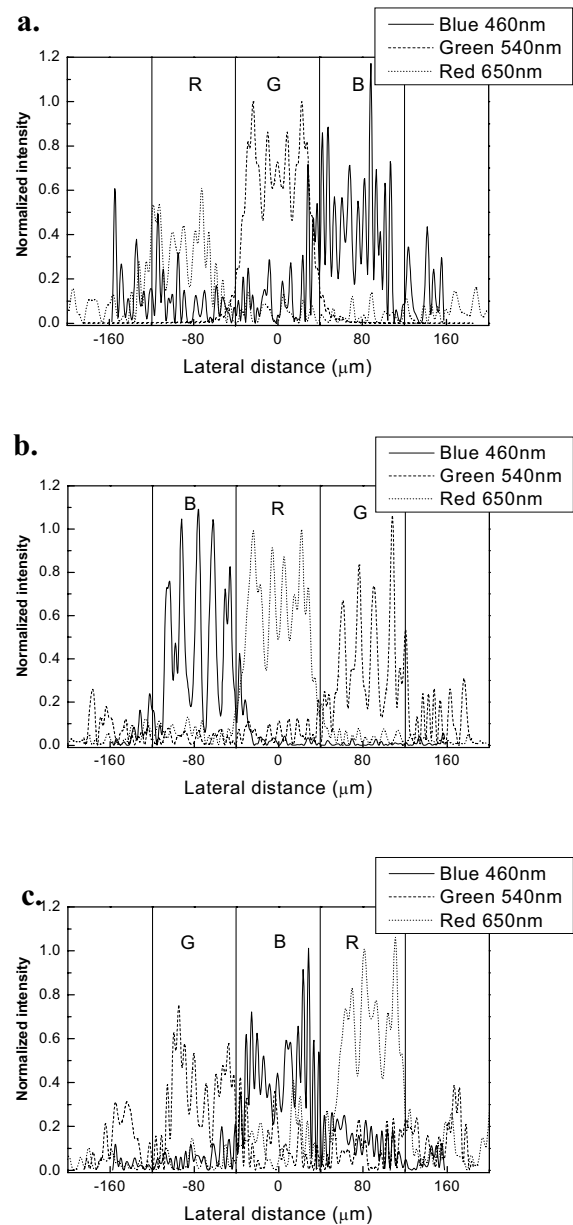 a.
Blue 460nm
Green 540nm
Red 650nm
R G B
1.2
1.0
0.8
0.6
0.4
0.2
0.0
Normalized intensity
-160 -80 0 80 160
Lateral distance (μm)
b.
Blue 460nm
Green 540nm
Red 650nm
B R G
1.2
1.0
0.8
0.6
0.4
0.2
0.0
Normalized intensity
-160 -80 0 80 160
Lateral distance (μm)
c.
Blue 460nm
Green 540nm
Red 650nm
G B R
1.2
1.0
0.8
0.6
0.4
0.2
0.0
Normalized intensity
-160 -80 0 80 160
Lateral distance (μm)